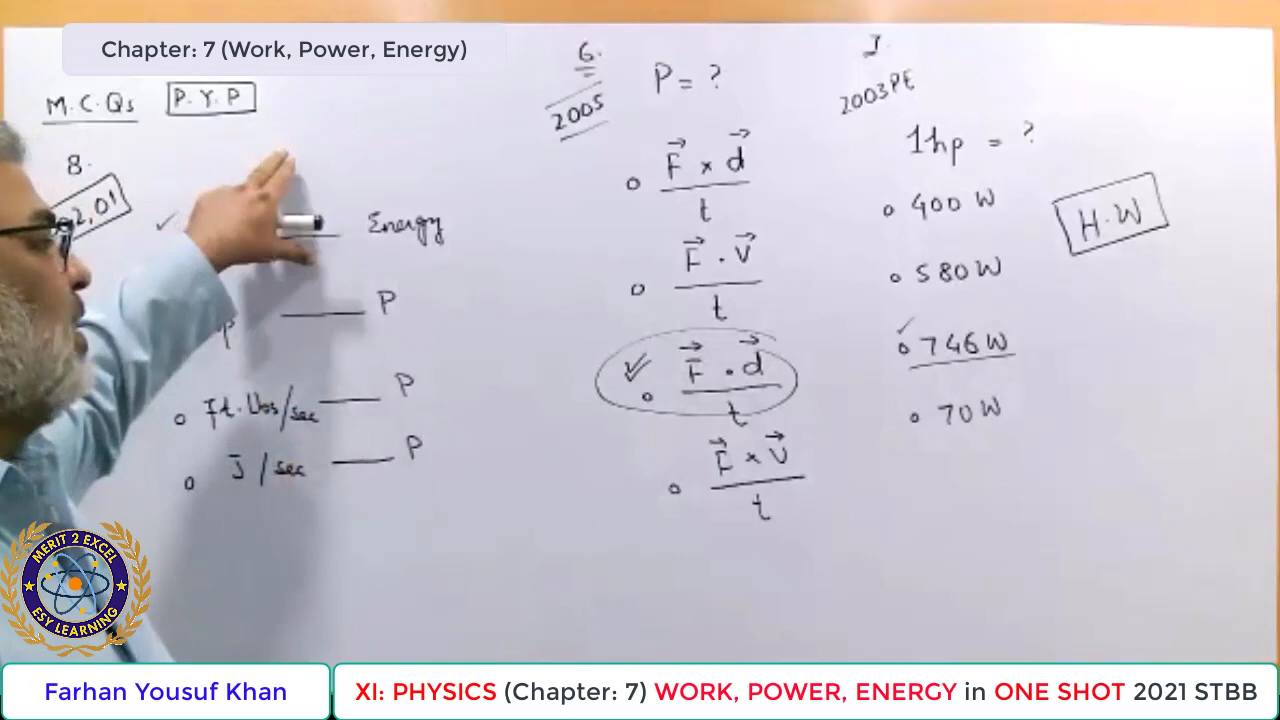 Chapter: 7 (Work, Power, Energy)
M.C.Qs P.Y.P
8.
2,01
Energy
P
P
Ft.lbs/sec P
J/sec P
6.
2005
P = ?
F × d
t
F . V
t
F . d
t
F × V
t
2003PE
1hp = ?
400 W
580 W
746 W
70 W
H.W
MERIT 2 EXCEL
ESY LEARNING
Farhan Yousuf Khan
XI: PHYSICS (Chapter: 7) WORK, POWER, ENERGY in ONE SHOT 2021 STBB